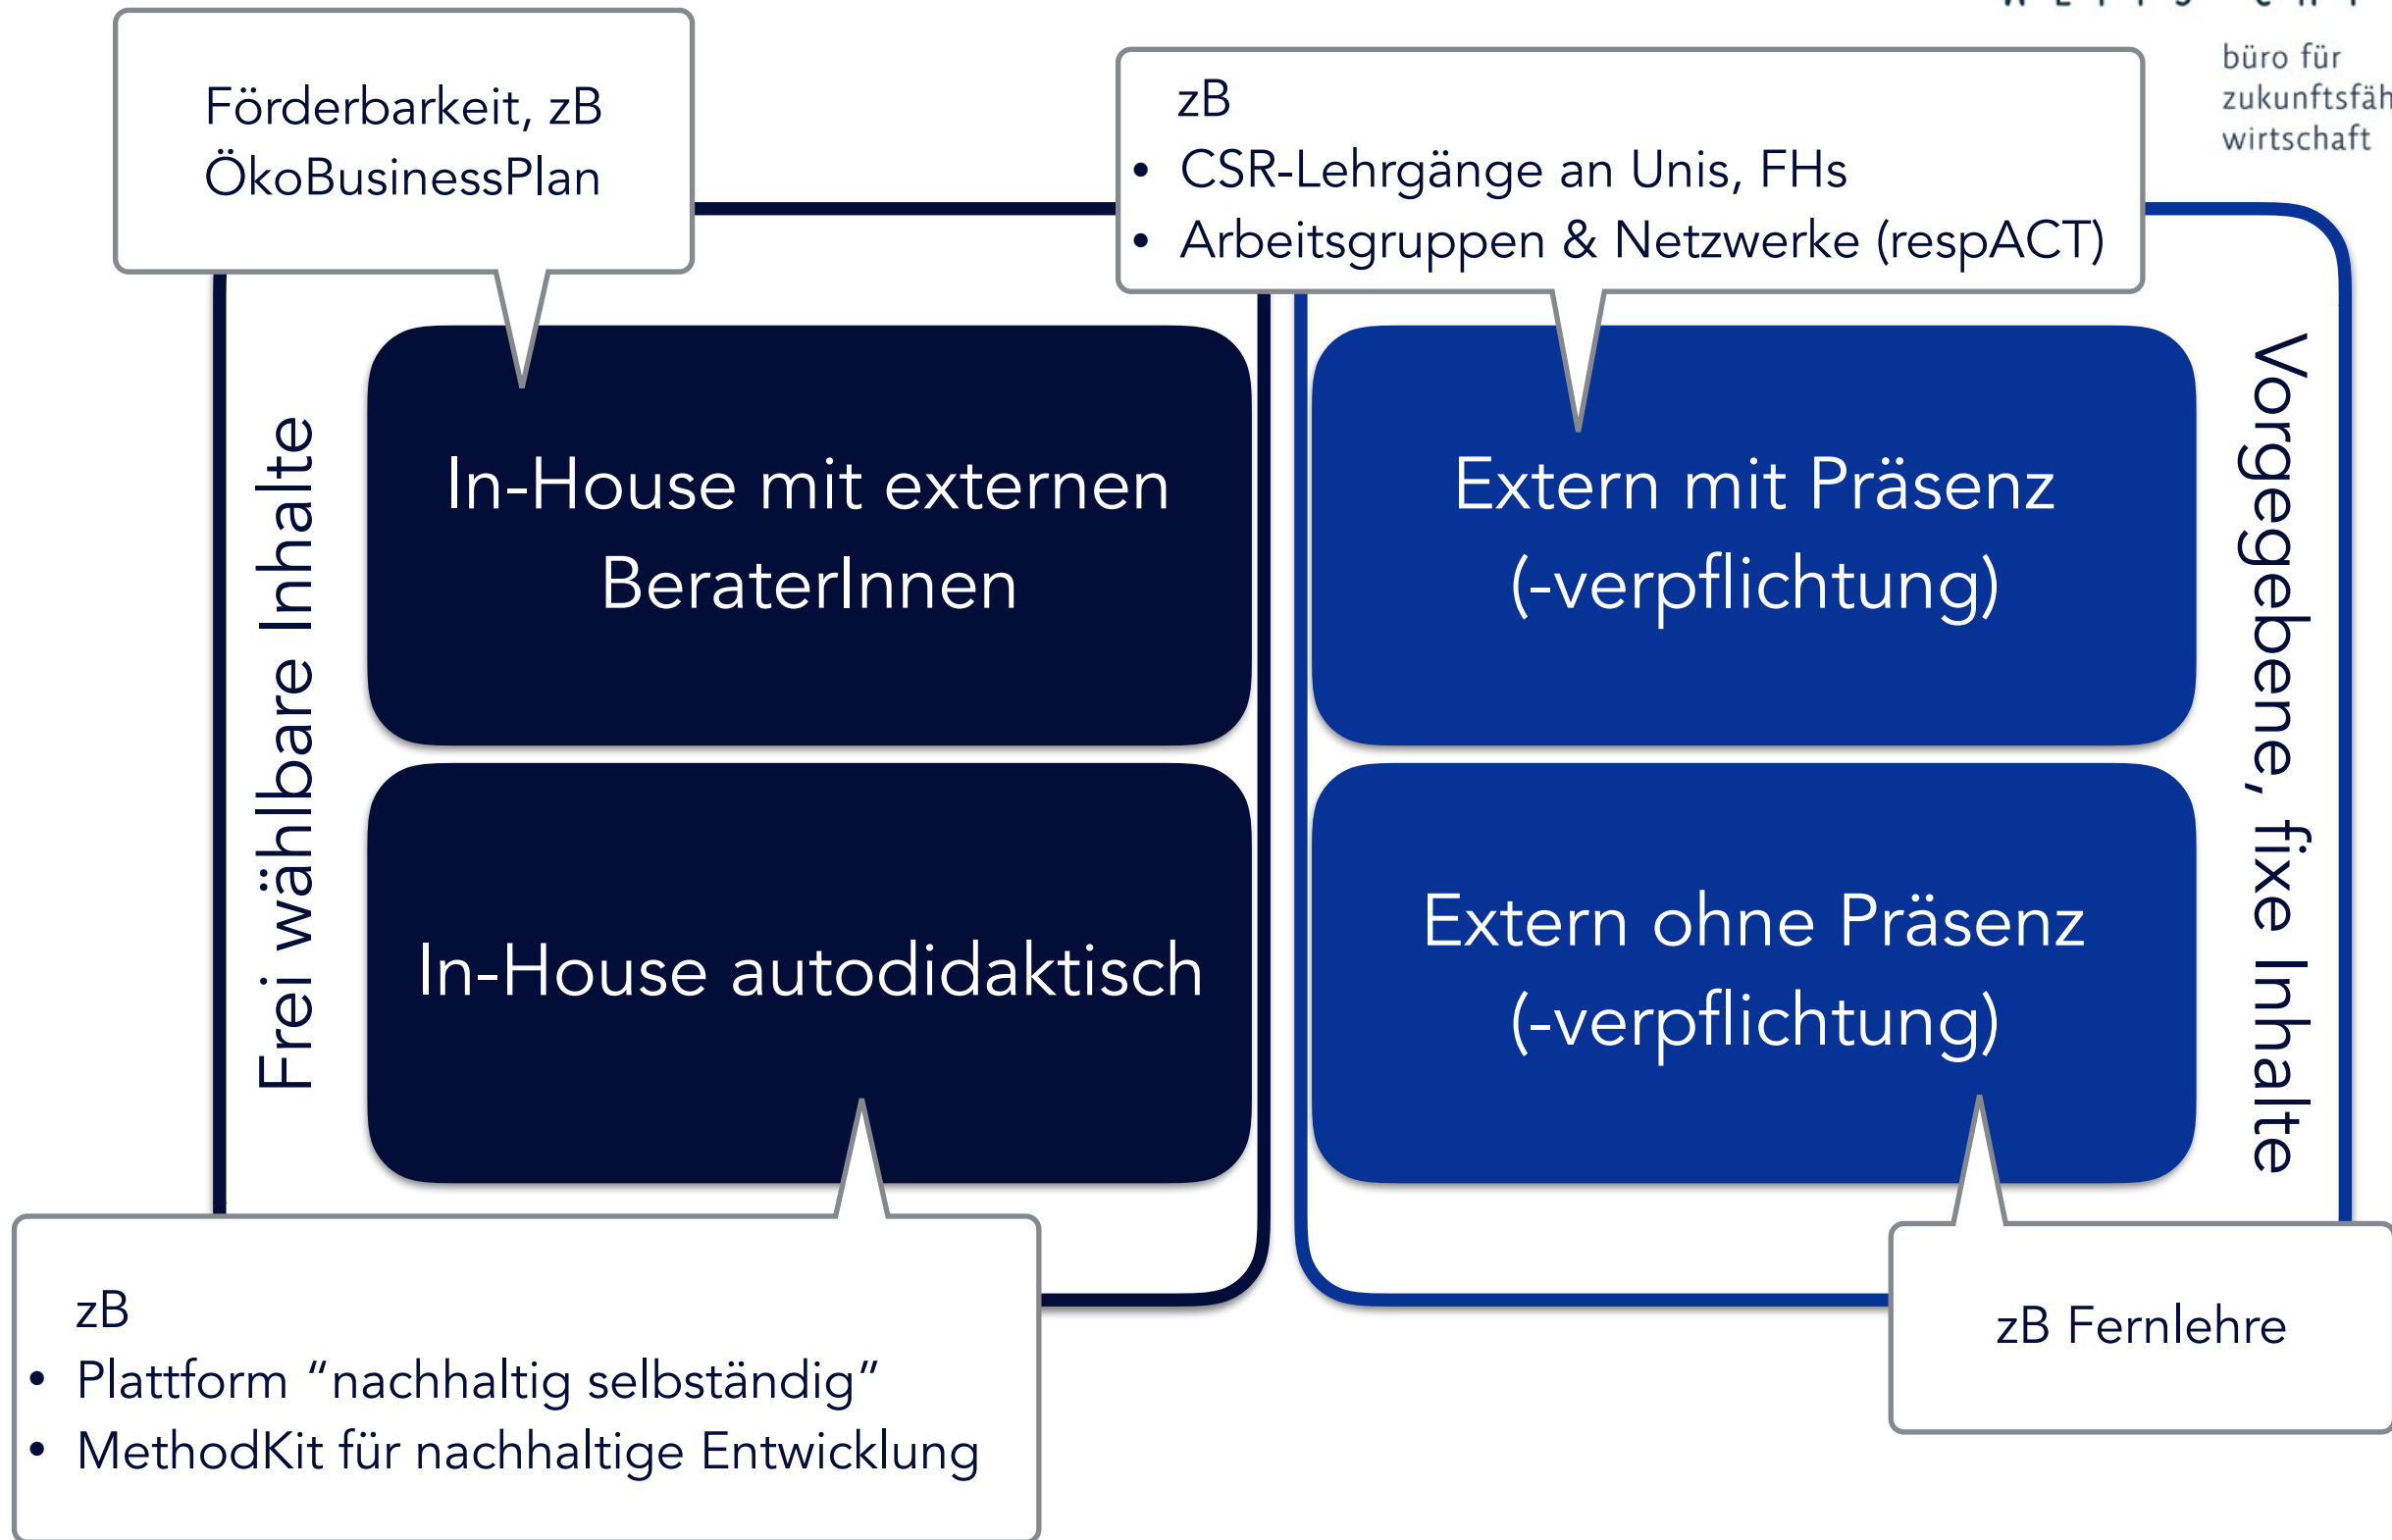 büro für
wirtschaft
Förderbarkeit, zB
ÖkoBusinessPlan
zB
• CSR-Lehrgänge an Unis, FHs
• Arbeitsgruppen & Netzwerke (respACT)
Frei wählbare Inhalte
In-House mit externen
BeraterInnen
In-House autodidaktisch
Extern mit Präsenz
(-verpflichtung)
Extern ohne Präsenz
(-verpflichtung)
Vorgegebene, fixe Inhalte
zB
• Plattform “nachhaltig selbständig”
• MethodKit für nachhaltige Entwicklung
zB Fernlehre